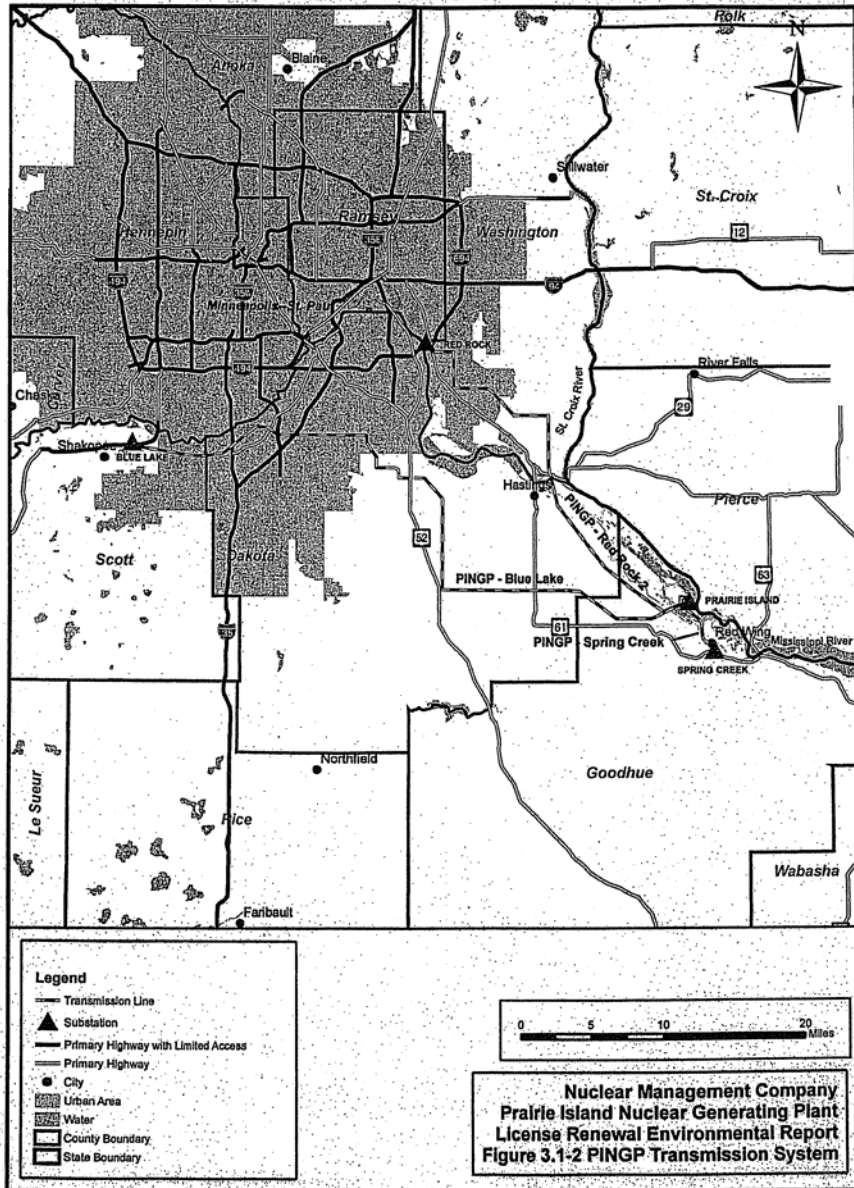 Polk
N
Blaine
Anoka
Stillwater
St. Croix
Hennepin
Ramsey
Washington
12
694
94
Minneapolis--St. Paul
RED ROCK
Carver
River Falls
St. Croix River
29
Shakopee
BLUE LAKE
Hastings
Pierce
Scott
Dakota
52
PINGP - Red Rock 2
PINGP - Blue Lake
63
PRAIRIE ISLAND
61
35
Red Wing
Mississippi River
PINGP - Spring Creek
SPRING CREEK
Northfield
Goodhue
Le Sueur
Rice
Wabasha
Faribault
Legend
Transmission Line
Substation
Primary Highway with Limited Access
Primary Highway
City
Urban Area
Water
County Boundary
State Boundary
0 5 10 20
Miles
Nuclear Management Company
Prairie Island Nuclear Generating Plant
License Renewal Environmental Report
Figure 3.1-2 PINGP Transmission System